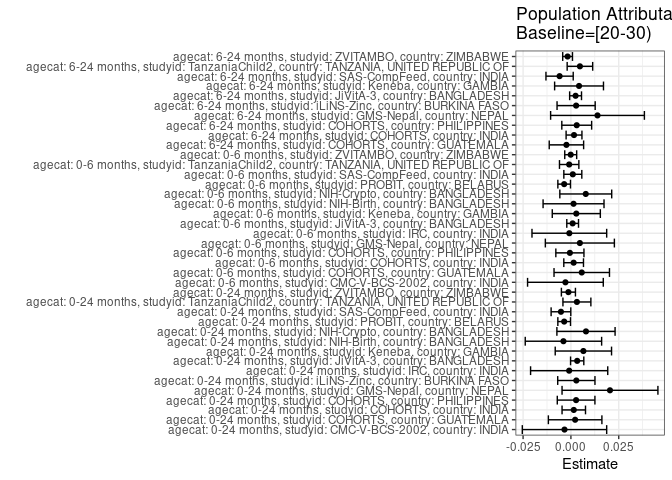 Population Attributa
Baseline=[20-30)
agecat: 6-24 months, studyid: ZVITAMBO, country: ZIMBABWE
agecat: 6-24 months, studyid: TanzaniaChild2, country: TANZANIA, UNITED REPUBLIC OF
agecat: 6-24 months, studyid: SAS-CompFeed, country: INDIA
agecat: 6-24 months, studyid: Keneba, country: GAMBIA
agecat: 6-24 months, studyid: JiVitA-3, country: BANGLADESH
agecat: 6-24 months, studyid: iLiNS-Zinc, country: BURKINA FASO
agecat: 6-24 months, studyid: GMS-Nepal, country: NEPAL
agecat: 6-24 months, studyid: COHORTS, country: PHILIPPINES
agecat: 6-24 months, studyid: COHORTS, country: INDIA
agecat: 6-24 months, studyid: COHORTS, country: GUATEMALA
agecat: 0-6 months, studyid: ZVITAMBO, country: ZIMBABWE
agecat: 0-6 months, studyid: TanzaniaChild2, country: TANZANIA, UNITED REPUBLIC OF
agecat: 0-6 months, studyid: SAS-CompFeed, country: INDIA
agecat: 0-6 months, studyid: PROBIT, country: BELARUS
agecat: 0-6 months, studyid: NIH-Crypto, country: BANGLADESH
agecat: 0-6 months, studyid: NIH-Birth, country: BANGLADESH
agecat: 0-6 months, studyid: Keneba, country: GAMBIA
agecat: 0-6 months, studyid: JiVitA-3, country: BANGLADESH
agecat: 0-6 months, studyid: IRC, country: INDIA
agecat: 0-6 months, studyid: GMS-Nepal, country: NEPAL
agecat: 0-6 months, studyid: COHORTS, country: PHILIPPINES
agecat: 0-6 months, studyid: COHORTS, country: INDIA
agecat: 0-6 months, studyid: COHORTS, country: GUATEMALA
agecat: 0-6 months, studyid: CMC-V-BCS-2002, country: INDIA
agecat: 0-24 months, studyid: ZVITAMBO, country: ZIMBABWE
agecat: 0-24 months, studyid: TanzaniaChild2, country: TANZANIA, UNITED REPUBLIC OF
agecat: 0-24 months, studyid: SAS-CompFeed, country: INDIA
agecat: 0-24 months, studyid: PROBIT, country: BELARUS
agecat: 0-24 months, studyid: NIH-Crypto, country: BANGLADESH
agecat: 0-24 months, studyid: NIH-Birth, country: BANGLADESH
agecat: 0-24 months, studyid: Keneba, country: GAMBIA
agecat: 0-24 months, studyid: JiVitA-3, country: BANGLADESH
agecat: 0-24 months, studyid: IRC, country: INDIA
agecat: 0-24 months, studyid: iLiNS-Zinc, country: BURKINA FASO
agecat: 0-24 months, studyid: GMS-Nepal, country: NEPAL
agecat: 0-24 months, studyid: COHORTS, country: PHILIPPINES
agecat: 0-24 months, studyid: COHORTS, country: INDIA
agecat: 0-24 months, studyid: COHORTS, country: GUATEMALA
agecat: 0-24 months, studyid: CMC-V-BCS-2002, country: INDIA
-0.025 0.000 0.025
Estimate